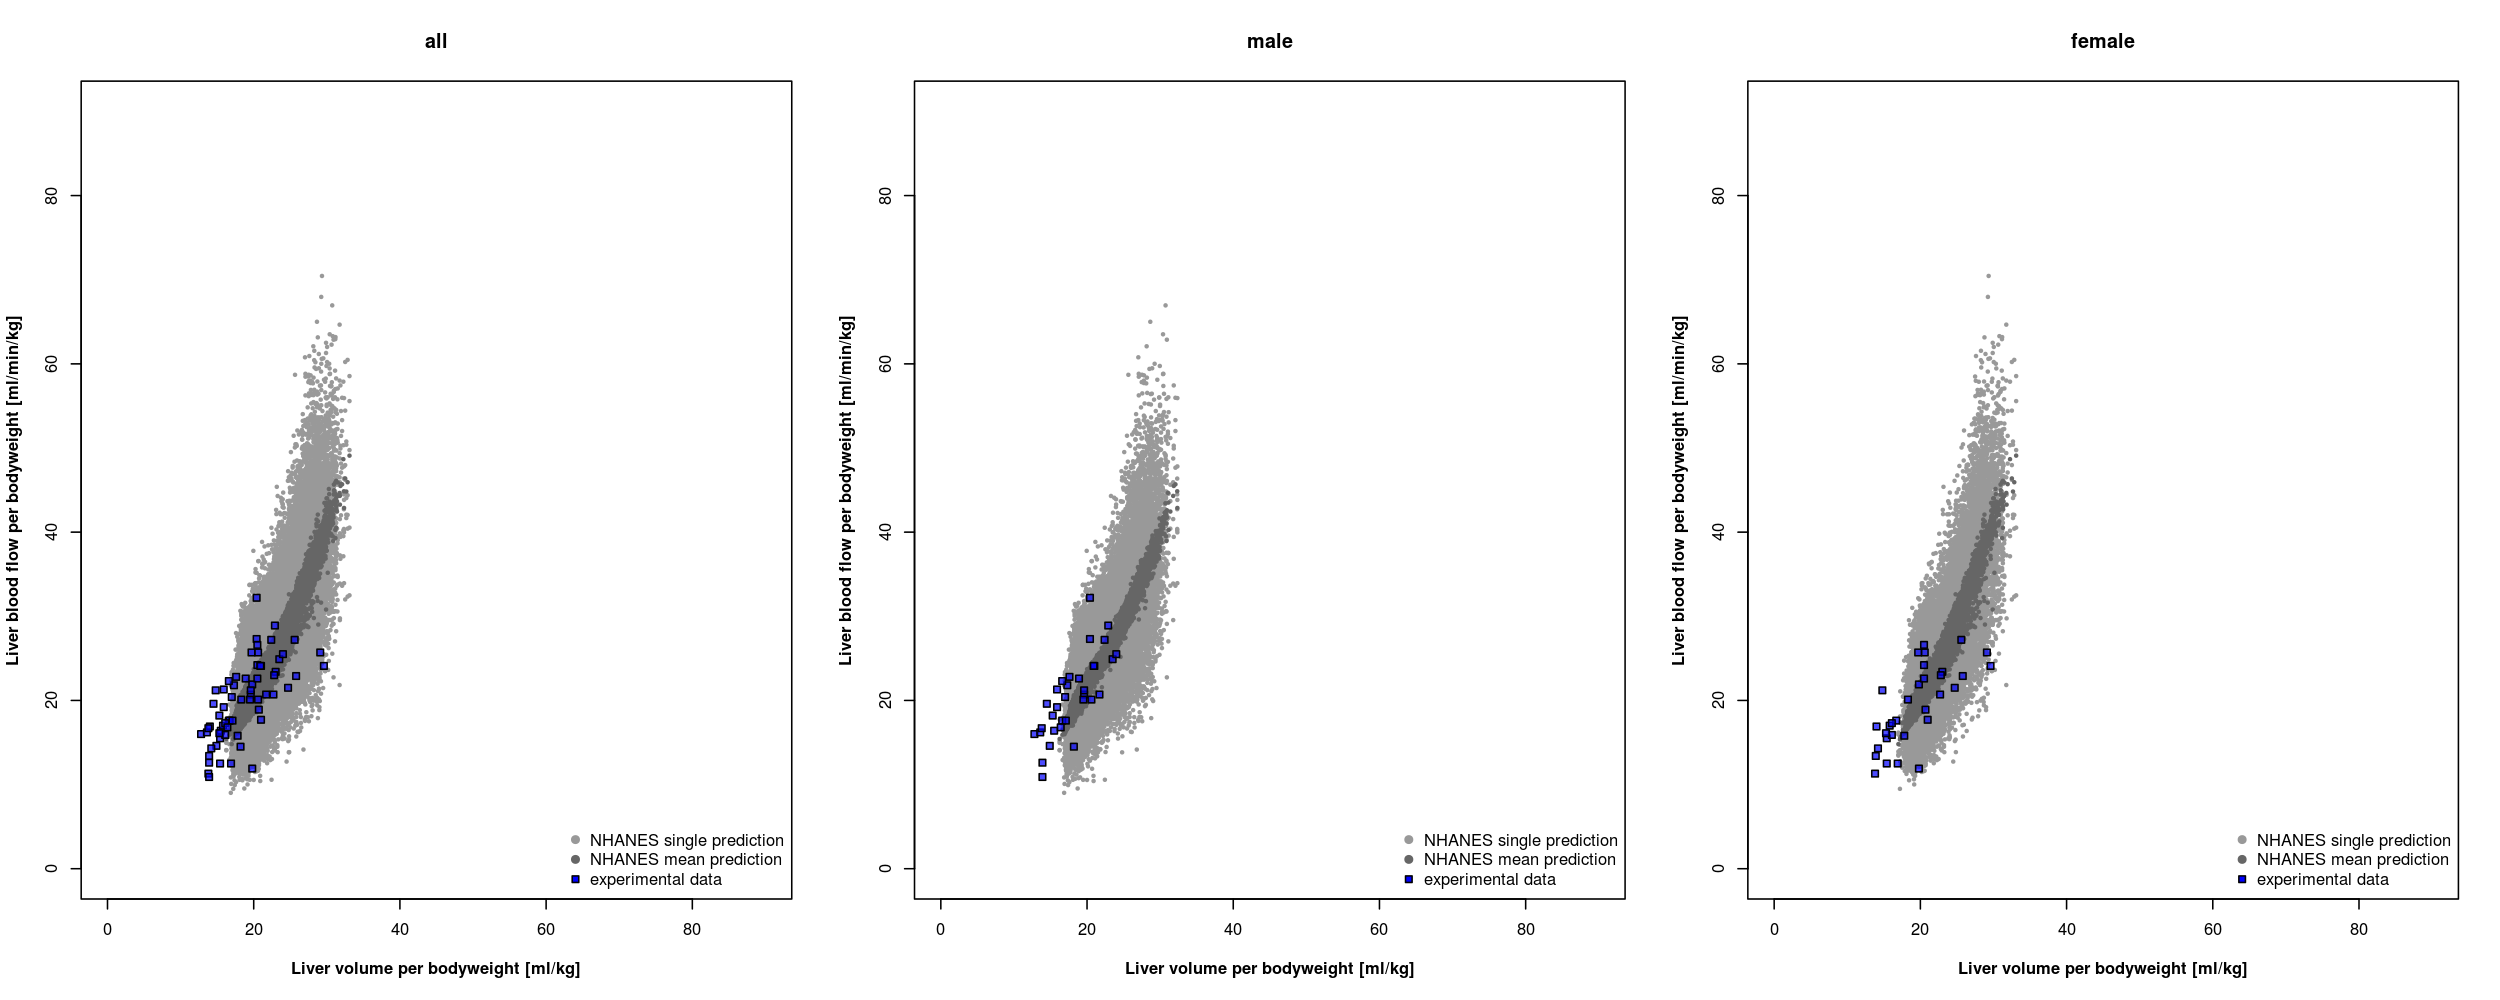 all
Liver blood flow per bodyweight [ml/min/kg]
80
60
40
20
0
NHANES single prediction
NHANES mean prediction
experimental data
0 20 40 60 80
Liver volume per bodyweight [ml/kg]
male
Liver blood flow per bodyweight [ml/min/kg]
80
60
40
20
0
NHANES single prediction
NHANES mean prediction
experimental data
0 20 40 60 80
Liver volume per bodyweight [ml/kg]
female
Liver blood flow per bodyweight [ml/min/kg]
80
60
40
20
0
NHANES single prediction
NHANES mean prediction
experimental data
0 20 40 60 80
Liver volume per bodyweight [ml/kg]